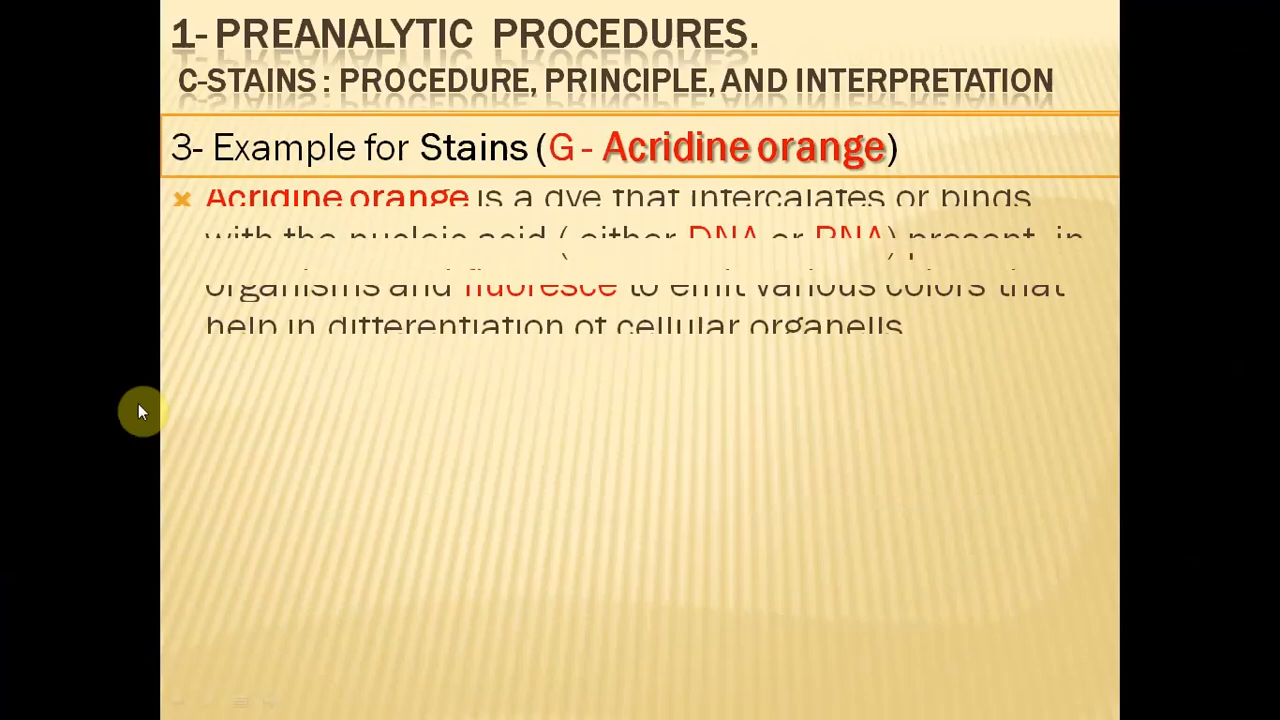 1- PREANALYTIC PROCEDURES.
C-STAINS : PROCEDURE, PRINCIPLE, AND INTERPRETATION
3- Example for Stains (G - Acridine orange)
Acridine orange is a dye that intercalates or binds
with the nucleic acid ( either DNA or RNA) present in
organisms and fluoresce to emit various colors that
help in differentiation of cellular organells